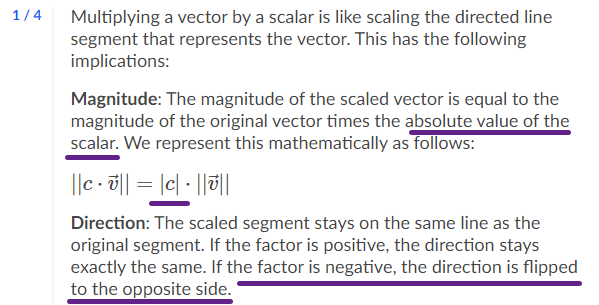 1 / 4 Multiplying a vector by a scalar is like scaling the directed line
segment that represents the vector. This has the following
implications:
Magnitude: The magnitude of the scaled vector is equal to the
magnitude of the original vector times the absolute value of the
scalar. We represent this mathematically as follows:
||c · v⃗|| = |c| · ||v⃗||
Direction: The scaled segment stays on the same line as the
original segment. If the factor is positive, the direction stays
exactly the same. If the factor is negative, the direction is flipped
to the opposite side.